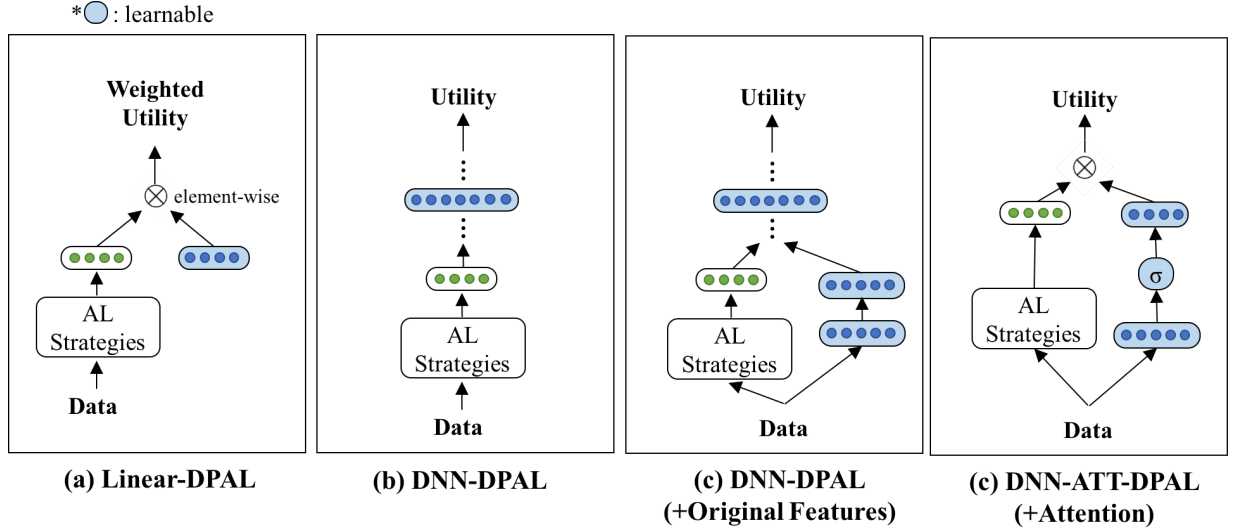 * : learnable
Weighted
Utility
element-wise
AL
Strategies
Data
(a) Linear-DPAL
Utility
AL
Strategies
Data
(b) DNN-DPAL
Utility
AL
Strategies
Data
(c) DNN-DPAL
(+Original Features)
Utility
σ
AL
Strategies
Data
(c) DNN-ATT-DPAL
(+Attention)